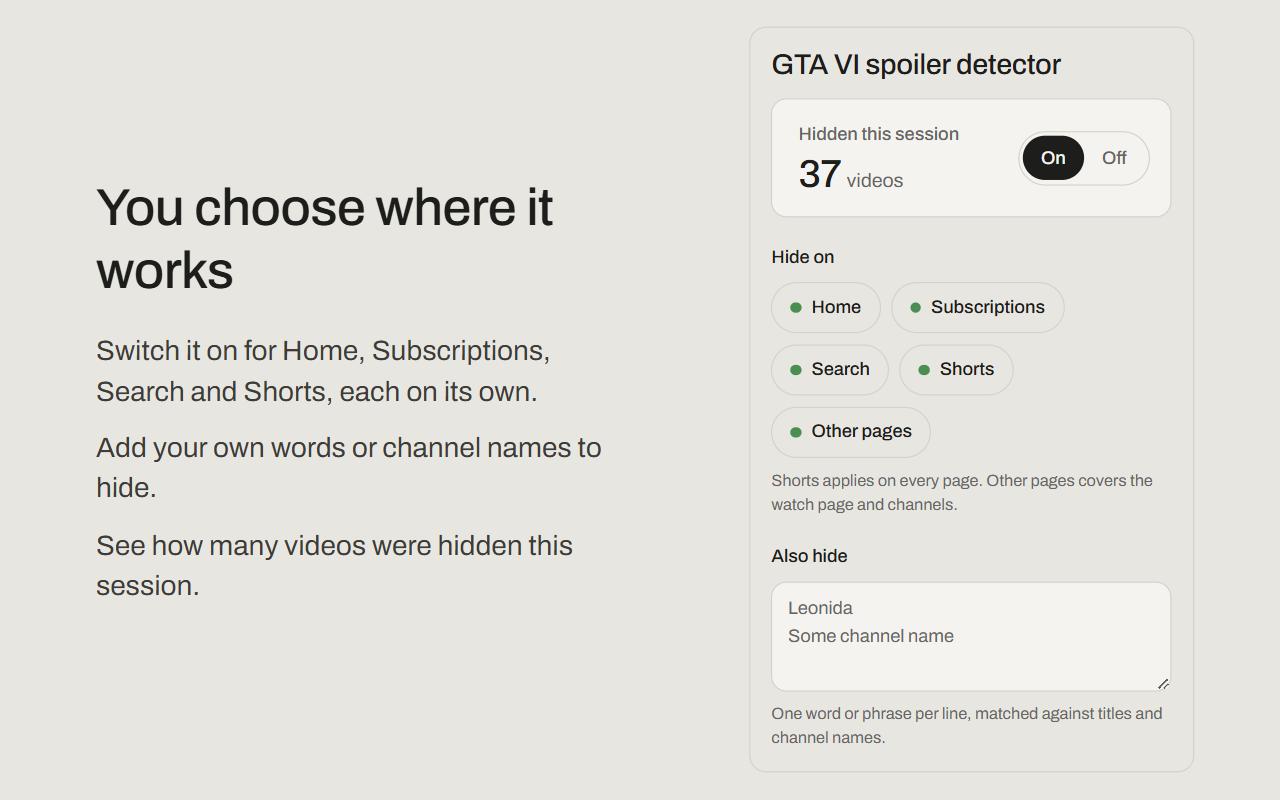 You choose where it
works
Switch it on for Home, Subscriptions,
Search and Shorts, each on its own.
Add your own words or channel names to
hide.
See how many videos were hidden this
session.
GTA VI spoiler detector
Hidden this session
37 videos
On Off
Hide on
Home Subscriptions
Search Shorts
Other pages
Shorts applies on every page. Other pages covers the
watch page and channels.
Also hide
Leonida
Some channel name
One word or phrase per line, matched against titles and
channel names.